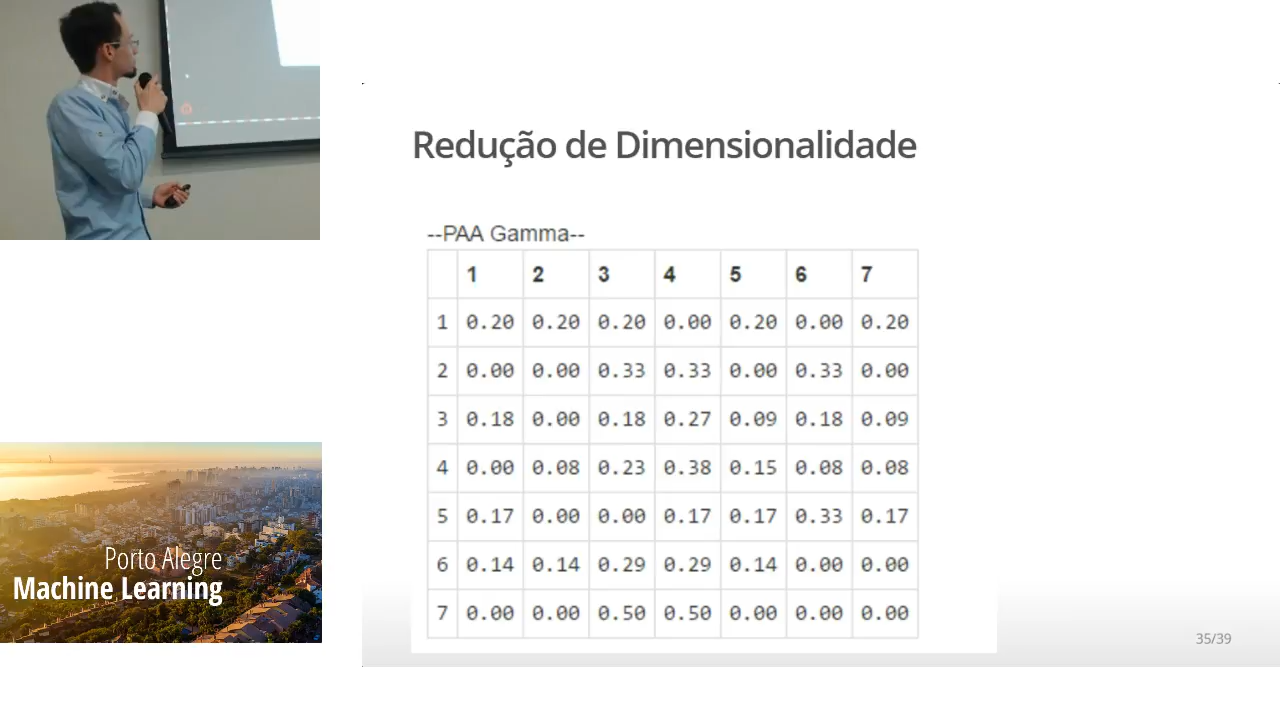 Redução de Dimensionalidade
--PAA Gamma--
1 2 3 4 5 6 7
1 0.20 0.20 0.20 0.00 0.20 0.00 0.20
2 0.00 0.00 0.33 0.33 0.00 0.33 0.00
3 0.18 0.00 0.18 0.27 0.09 0.18 0.09
4 0.00 0.08 0.23 0.38 0.15 0.08 0.08
5 0.17 0.00 0.00 0.17 0.17 0.33 0.17
6 0.14 0.14 0.29 0.29 0.14 0.00 0.00
7 0.00 0.00 0.50 0.50 0.00 0.00 0.00
35/39
Porto Alegre
Machine Learning